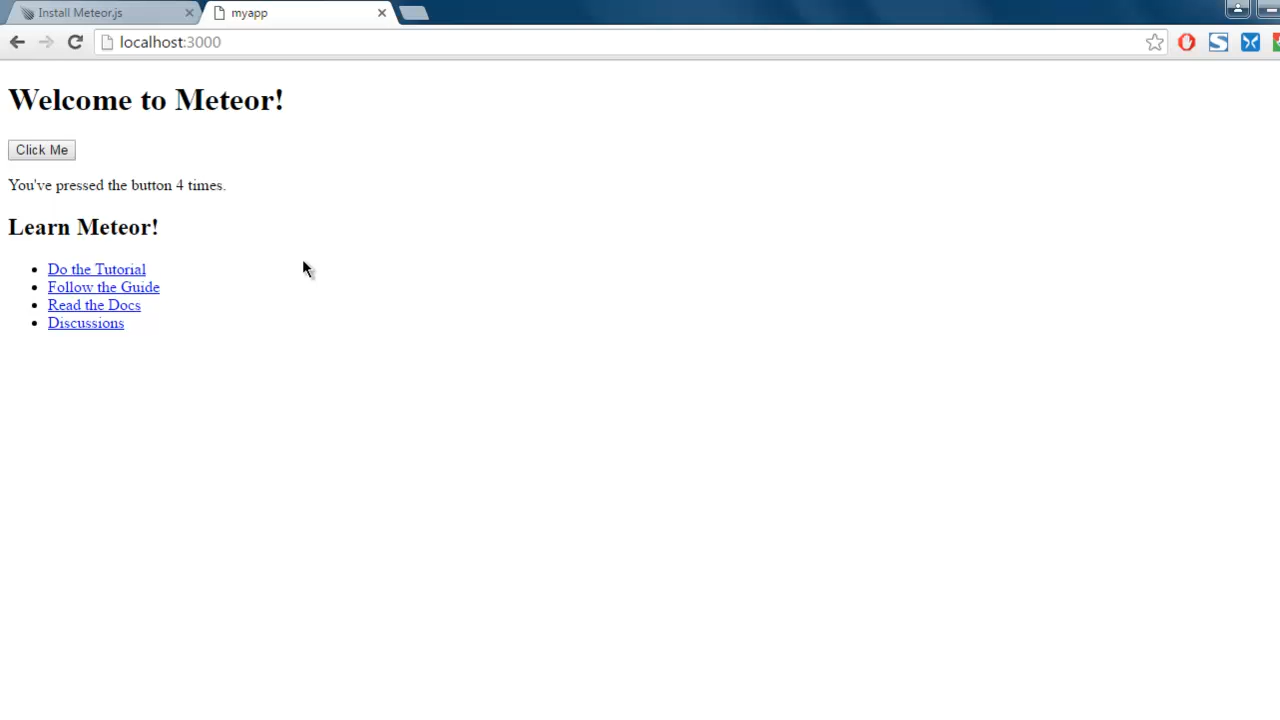 Install Meteor.js
myapp
localhost:3000
Welcome to Meteor!
Click Me
You've pressed the button 4 times.
Learn Meteor!
Do the Tutorial
Follow the Guide
Read the Docs
Discussions